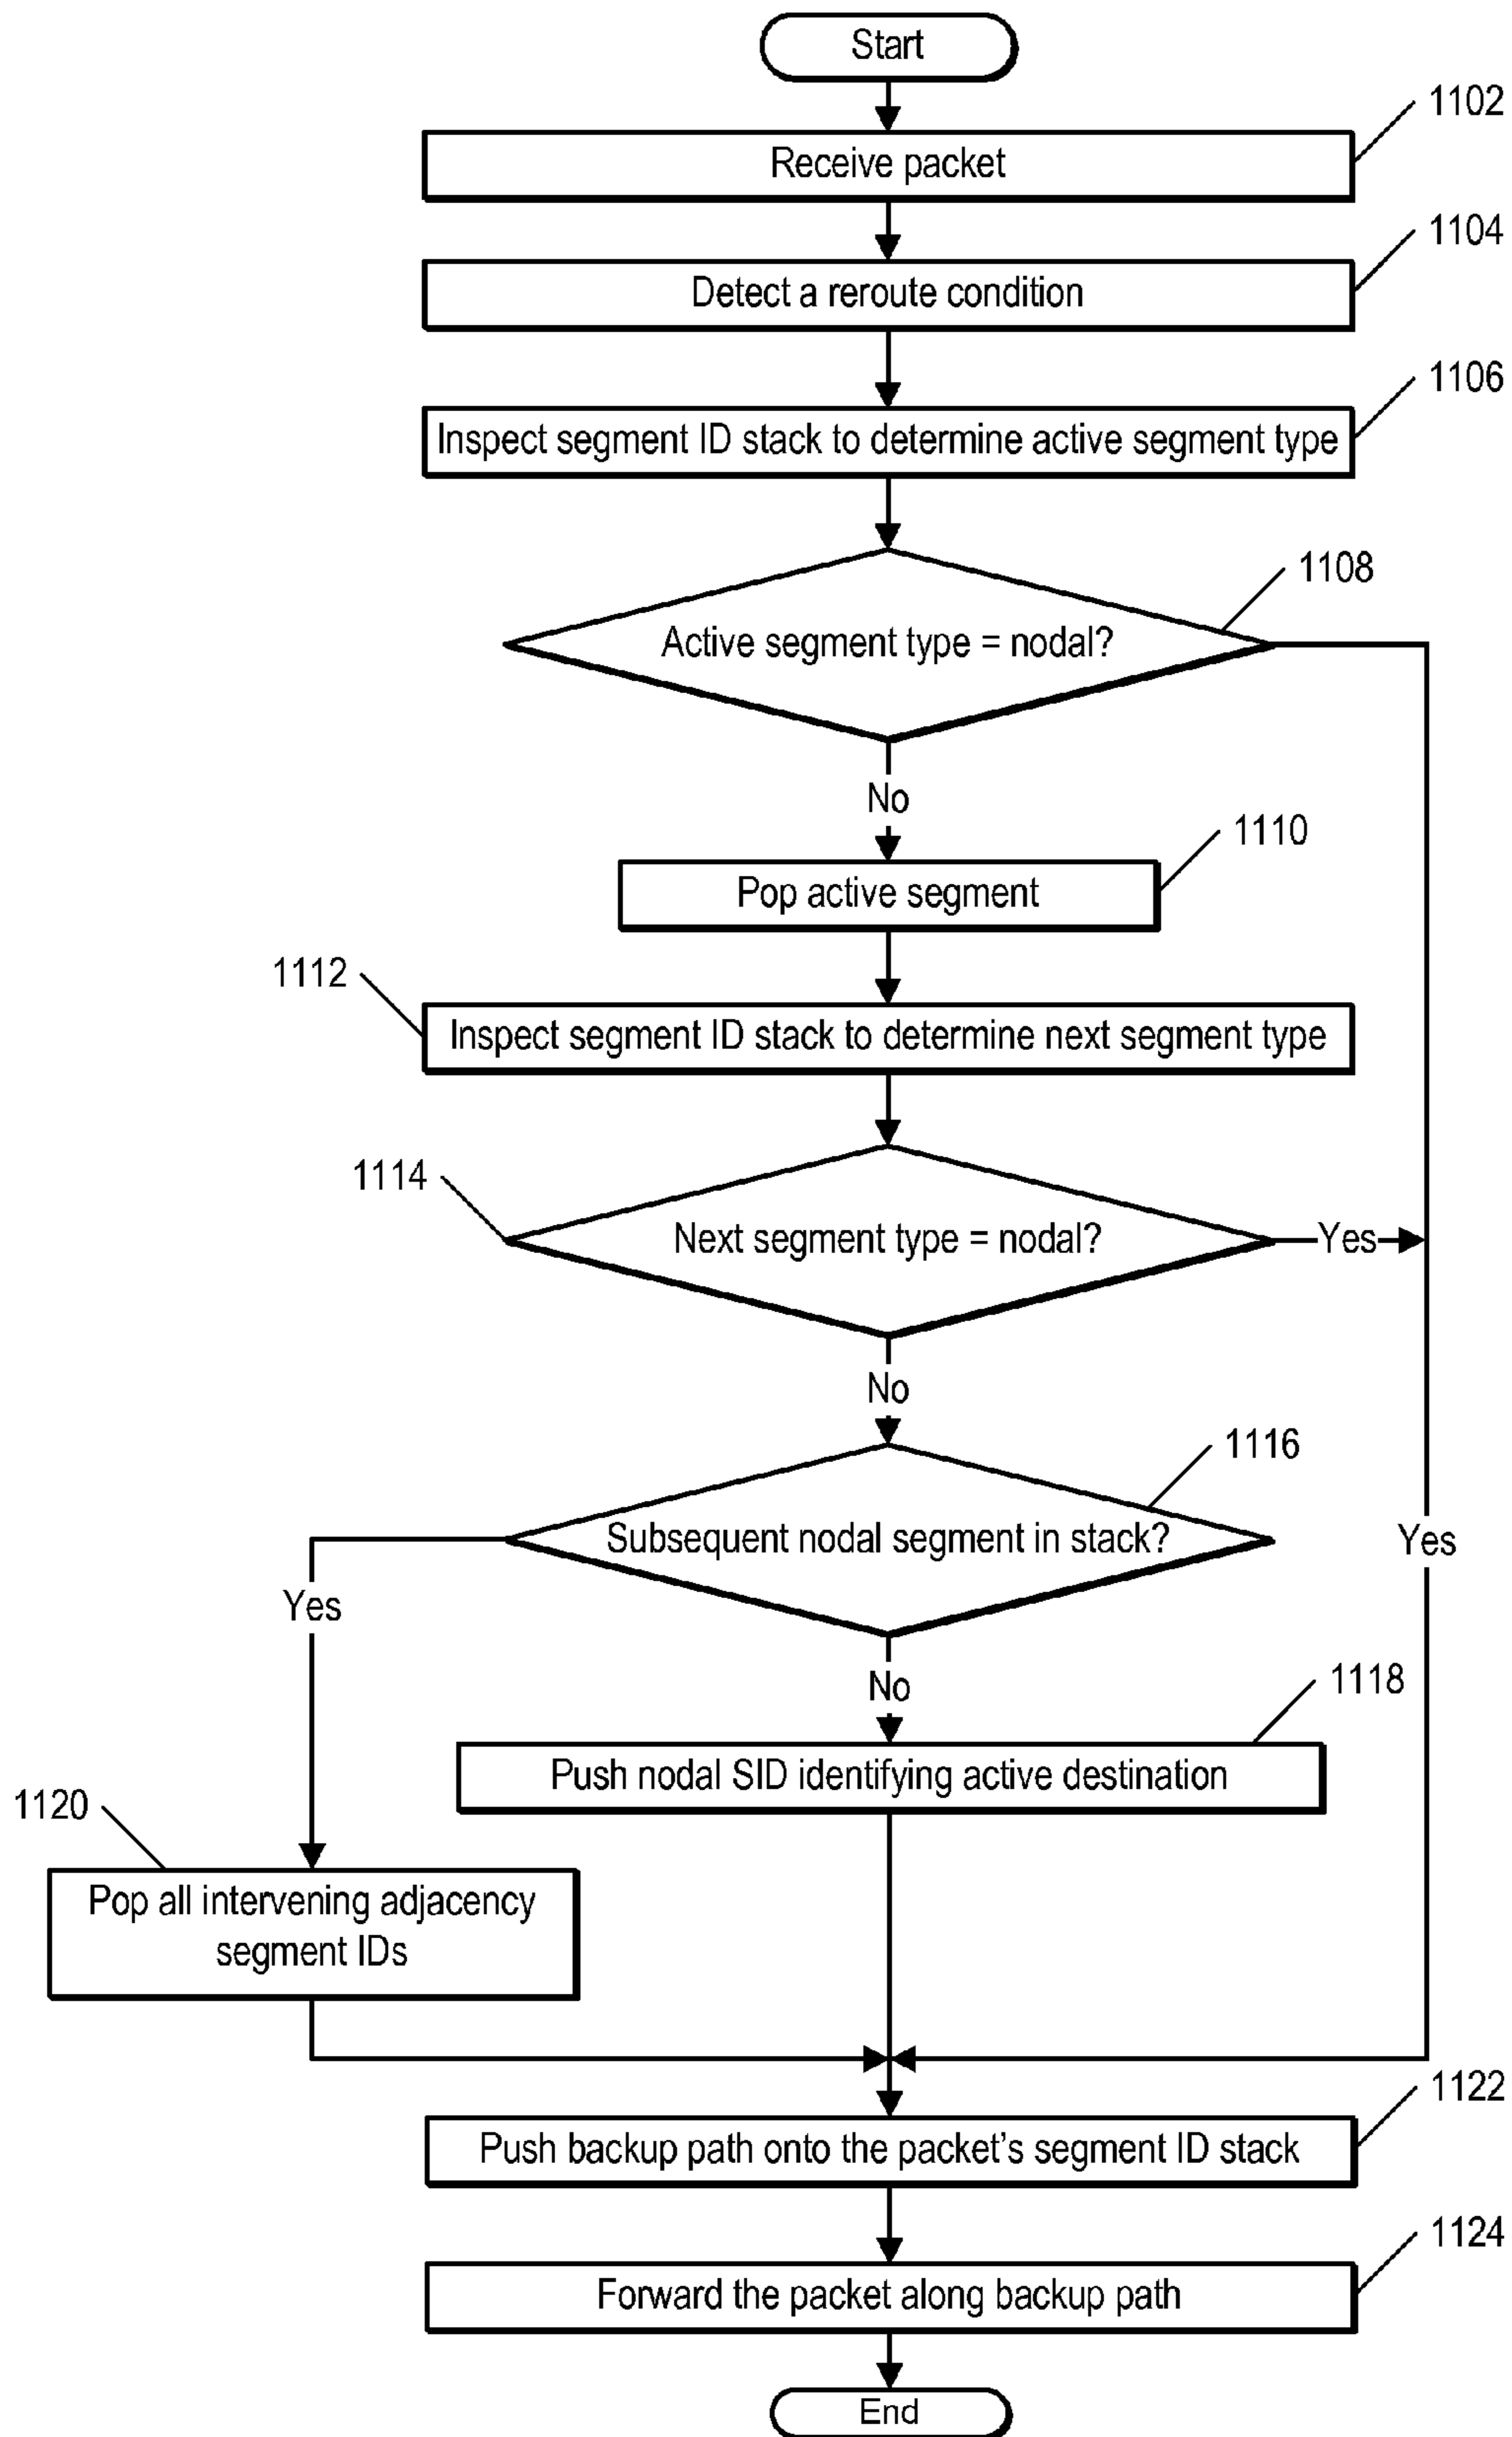 Start
1102
Receive packet
1104
Detect a reroute condition
1106
Inspect segment ID stack to determine active segment type
1108
Active segment type = nodal?
No
1110
Pop active segment
1112
Inspect segment ID stack to determine next segment type
1114
Next segment type = nodal?
Yes
No
1116
Subsequent nodal segment in stack?
Yes
Yes
No
1118
Push nodal SID identifying active destination
1120
Pop all intervening adjacency
segment IDs
1122
Push backup path onto the packet's segment ID stack
1124
Forward the packet along backup path
End